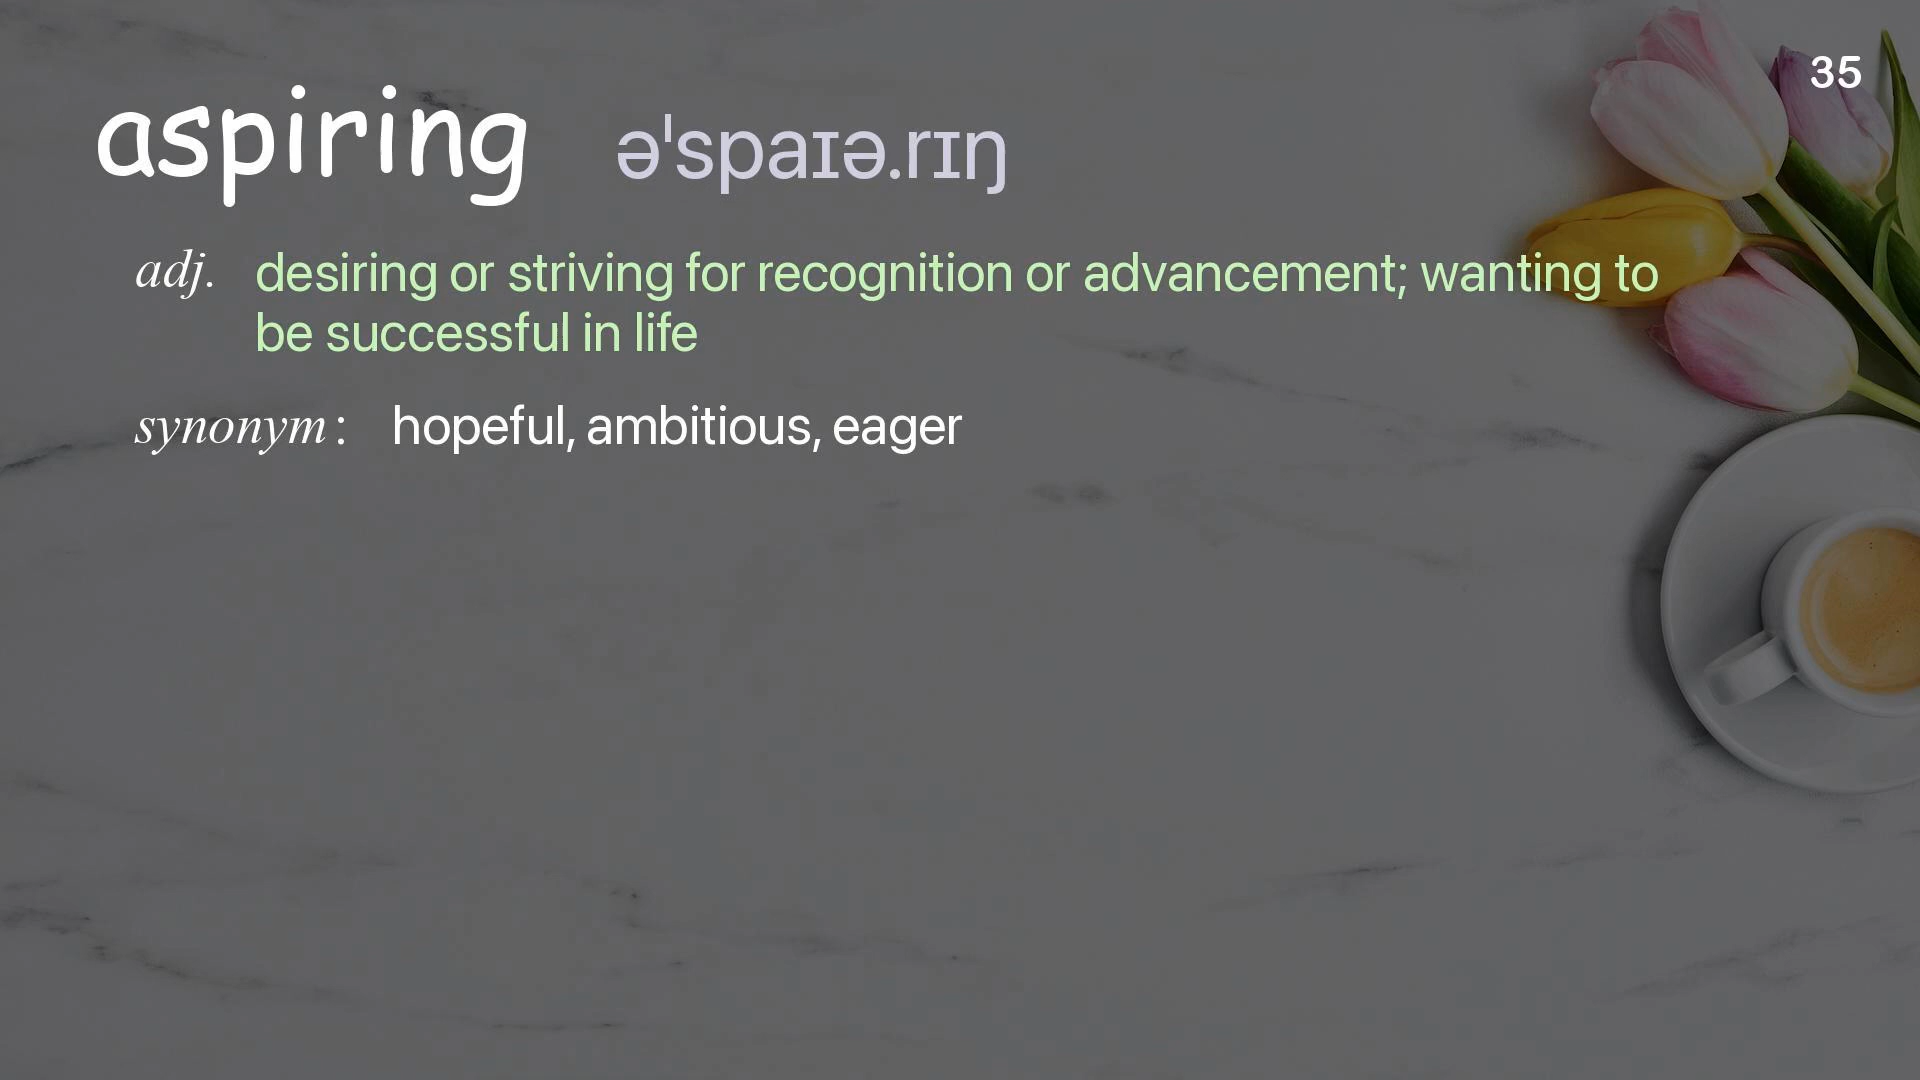 35
aspiring əˈspaɪə.rɪŋ
adj. desiring or striving for recognition or advancement; wanting to
be successful in life
synonym: hopeful, ambitious, eager